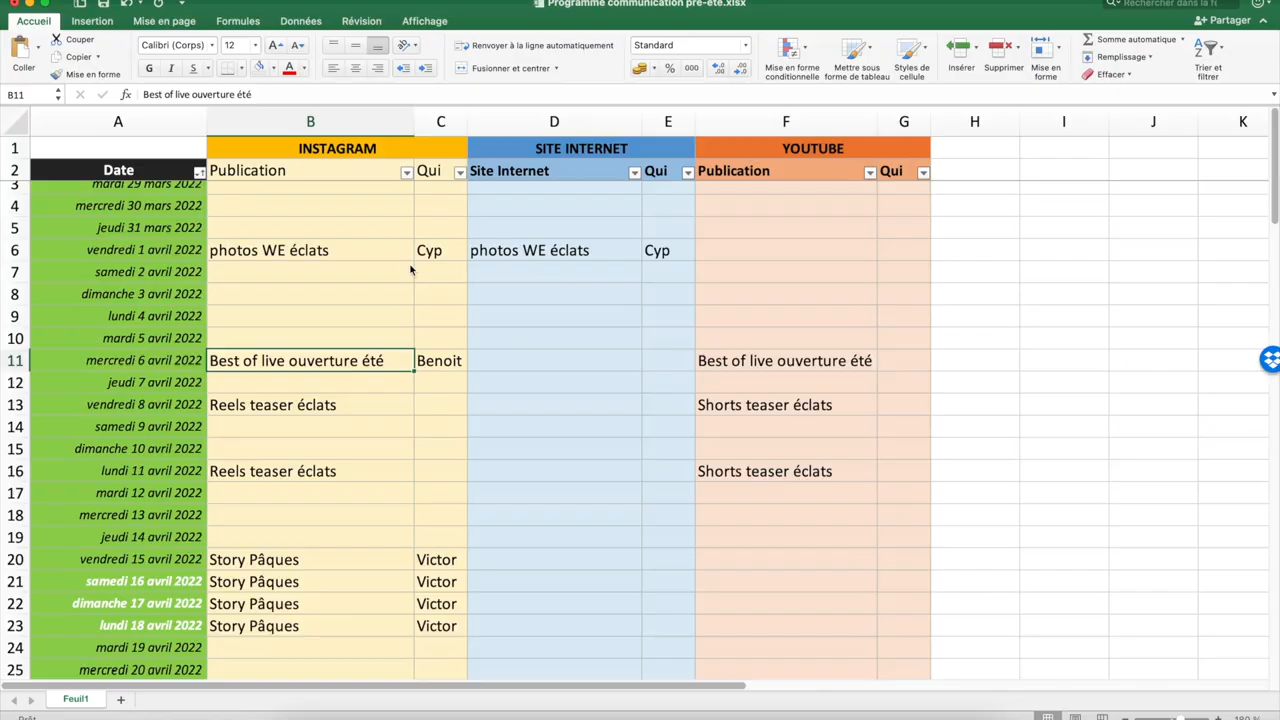 Programme communication pré-été.xlsx
Rechercher dans la f
Accueil Insertion Mise en page Formules Données Révision Affichage Partager
Coller Couper Copier Mise en forme
Calibri (Corps) 12 A A
G I S A
Renvoyer à la ligne automatiquement
Fusionner et centrer
Standard
% 000
Mise en forme conditionnelle
Mettre sous forme de tableau
Styles de cellule
Insérer Supprimer Mise en forme
Somme automatique
Remplissage
Effacer
Trier et filtrer
B11 fx Best of live ouverture été
A B C D E F G H I J K
1 INSTAGRAM SITE INTERNET YOUTUBE
2 Date Publication Qui Site Internet Qui Publication Qui
3 mardi 29 mars 2022
4 mercredi 30 mars 2022
5 jeudi 31 mars 2022
6 vendredi 1 avril 2022 photos WE éclats Cyp photos WE éclats Cyp
7 samedi 2 avril 2022
8 dimanche 3 avril 2022
9 lundi 4 avril 2022
10 mardi 5 avril 2022
11 mercredi 6 avril 2022 Best of live ouverture été Benoit Best of live ouverture été
12 jeudi 7 avril 2022
13 vendredi 8 avril 2022 Reels teaser éclats Shorts teaser éclats
14 samedi 9 avril 2022
15 dimanche 10 avril 2022
16 lundi 11 avril 2022 Reels teaser éclats Shorts teaser éclats
17 mardi 12 avril 2022
18 mercredi 13 avril 2022
19 jeudi 14 avril 2022
20 vendredi 15 avril 2022 Story Pâques Victor
21 samedi 16 avril 2022 Story Pâques Victor
22 dimanche 17 avril 2022 Story Pâques Victor
23 lundi 18 avril 2022 Story Pâques Victor
24 mardi 19 avril 2022
25 mercredi 20 avril 2022
Feuil1 +
180 %